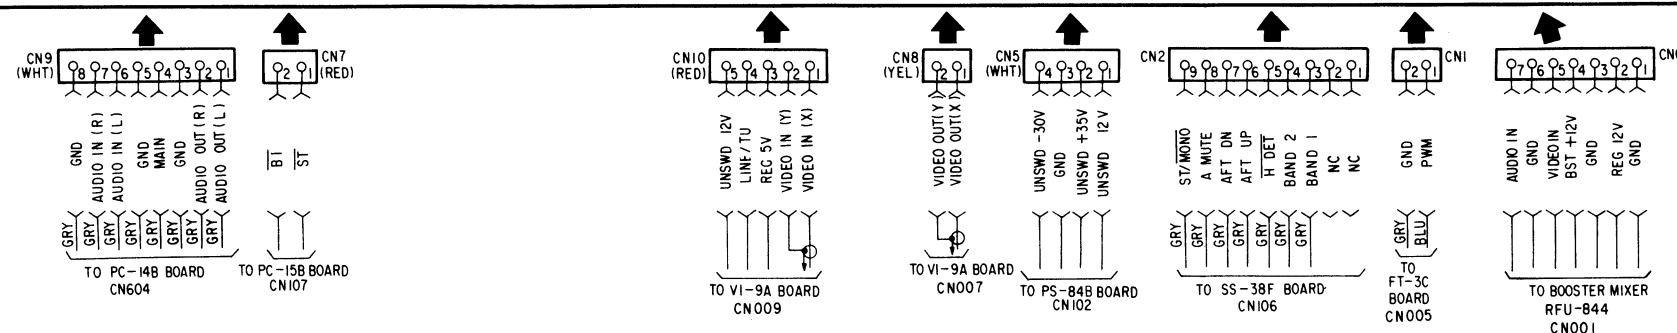 CN9
(WHT)
8 7 6 5 4 3 2 1
GND
AUDIO IN (R)
AUDIO IN (L)
GND
MAIN
GND
AUDIO OUT (R)
AUDIO OUT (L)
GRY
GRY
GRY
GRY
GRY
GRY
GRY
GRY
TO PC-14B BOARD
CN604
CN7
(RED)
2 1
BI
ST
TO PC-15B BOARD
CN107
CN10
(RED)
5 4 3 2 1
UNSWD 12V
LINE/TU
REC 5V
VIDEO IN (Y)
VIDEO IN (X)
TO VI-9A BOARD
CN009
CN8
(YEL)
2 1
VIDEO OUT(Y)
VIDEO OUT(X)
TO VI-9A BOARD
CN007
CN5
(WHT)
4 3 2 1
UNSWD -30V
GND
UNSWD +35V
UNSWD 12V
TO PS-84B BOARD
CN102
CN2
9 8 7 6 5 4 3 2 1
ST/MONO
A MUTE
AFT DN
AFT UP
H DET
BAND 2
BAND 1
NC
NC
GRY
GRY
GRY
GRY
GRY
GRY
GRY
TO SS-38F BOARD
CN106
CN1
2 1
GND
PWM
GRY
BLU
TO
FT-3C
BOARD
CN005
7 6 5 4 3 2 1
AUDIO IN
GND
VIDEO IN
BST +12V
GND
REG 12V
GND
TO BOOSTER MIXER
RFU-844
CN001